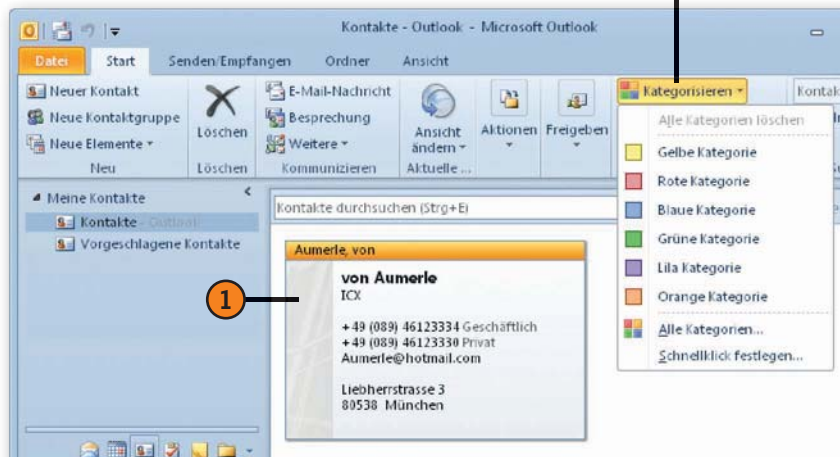 Kontakte - Outlook - Microsoft Outlook
Datei Start Senden/Empfangen Ordner Ansicht
Neuer Kontakt
Neue Kontaktgruppe
Neue Elemente
Neu
Löschen
Löschen
E-Mail-Nachricht
Besprechung
Weitere
Kommunizieren
Ansicht ändern
Aktuelle ...
Aktionen
Freigeben
Kategorisieren
Alle Kategorien löschen
Gelbe Kategorie
Rote Kategorie
Blaue Kategorie
Grüne Kategorie
Lila Kategorie
Orange Kategorie
Alle Kategorien...
Schnellklick festlegen...
Meine Kontakte
Kontakte - Outlook
Vorgeschlagene Kontakte
Kontakte durchsuchen (Strg+E)
1
Aumerle, von
von Aumerle
ICX
+49 (089) 46123334 Geschäftlich
+49 (089) 46123330 Privat
Aumerle@hotmail.com
Liebherrstrasse 3
80538 München